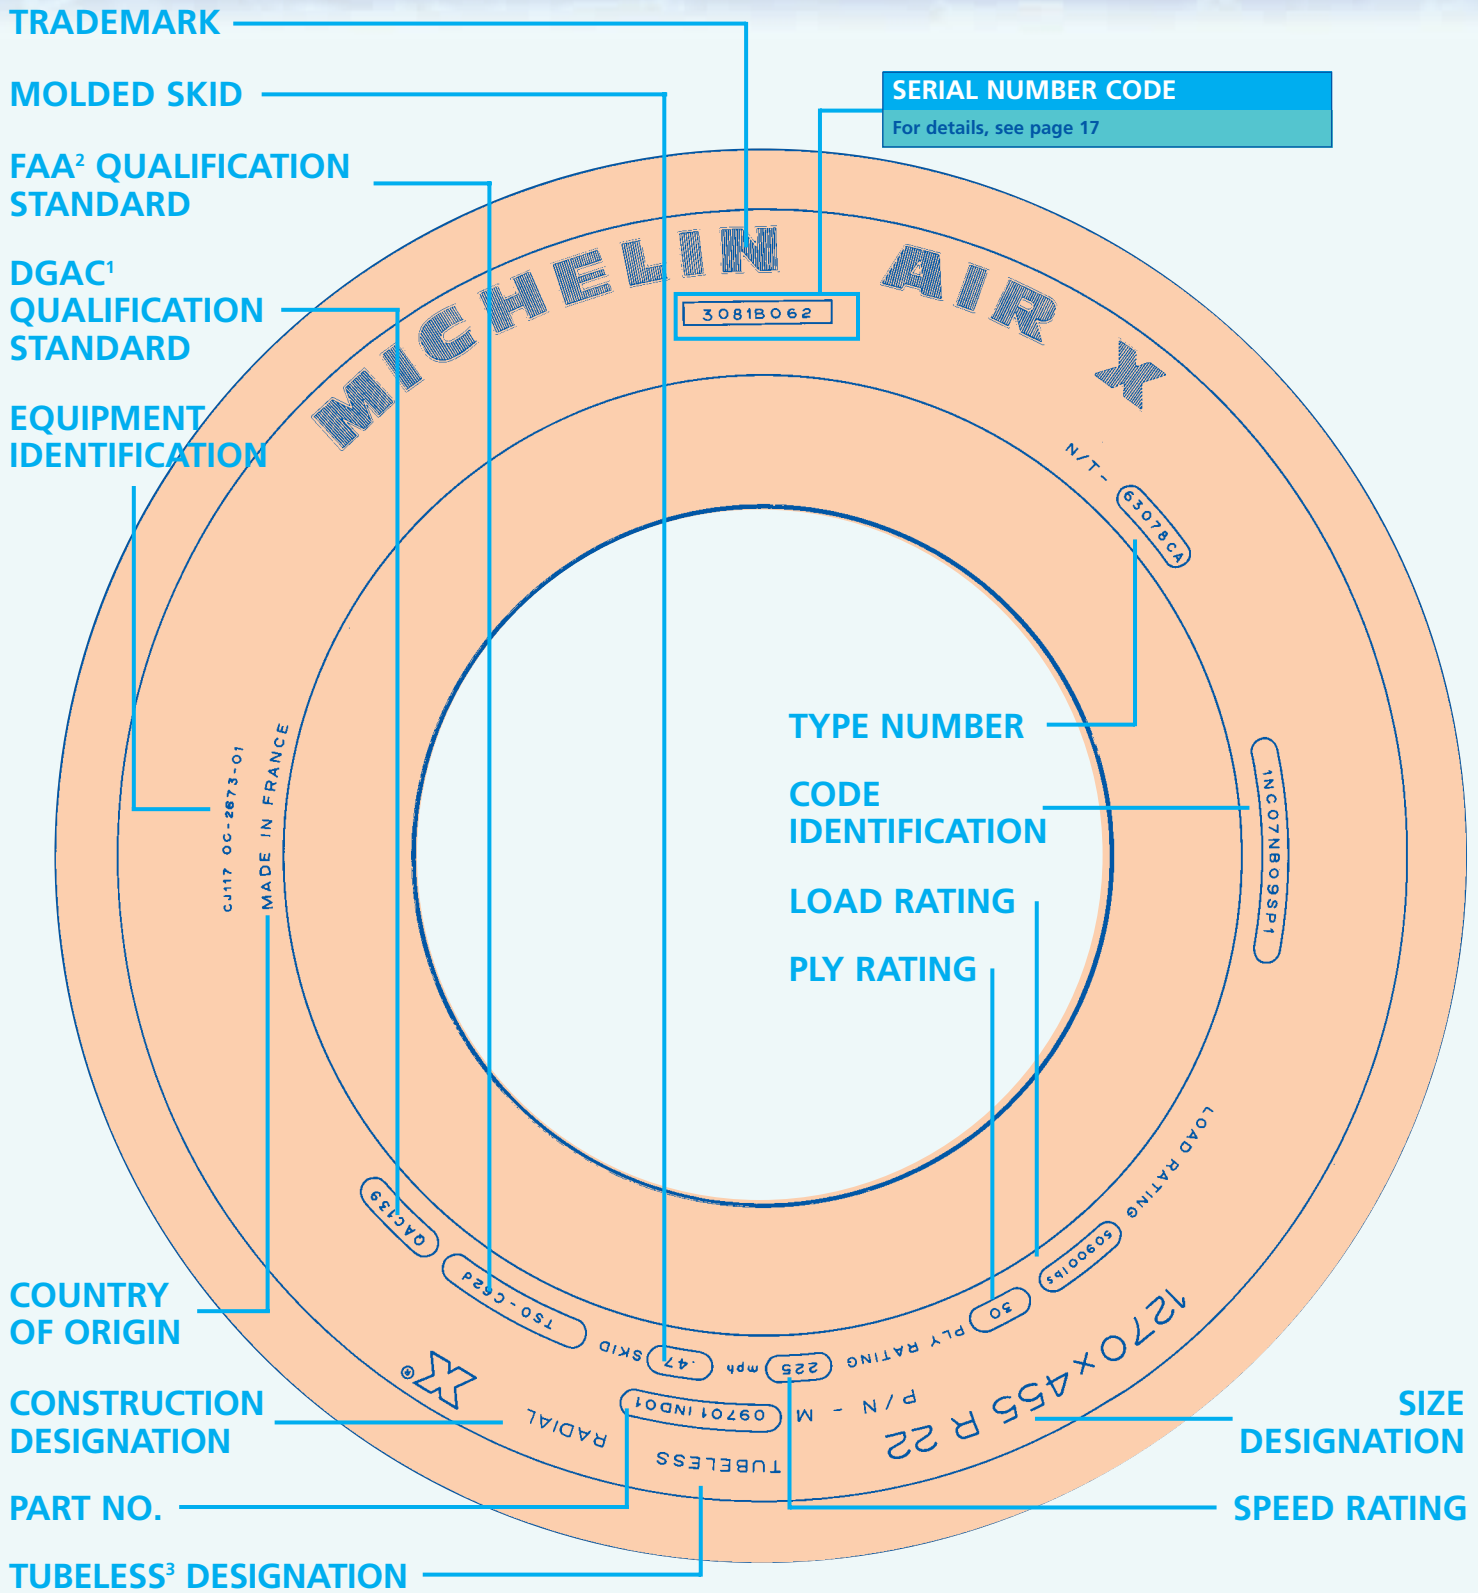 TRADEMARK
MOLDED SKID
SERIAL NUMBER CODE
For details, see page 17
FAA² QUALIFICATION
STANDARD
DGAC¹
QUALIFICATION
STANDARD
EQUIPMENT
IDENTIFICATION
MICHELIN AIR X
3081B062
N/T - 63078CA
TYPE NUMBER
CODE
IDENTIFICATION
LOAD RATING
PLY RATING
1NC07NB09SP1
CJ117 OC-2673-01
MADE IN FRANCE
LOAD RATING 50900lbs
30 PLY RATING
225 mph
.47 SKID
TSO-C62d
QAC139
1270x455 R 22
P/N - M 09701IND01
TUBELESS
RADIAL
X®
COUNTRY
OF ORIGIN
CONSTRUCTION
DESIGNATION
PART NO.
TUBELESS³ DESIGNATION
SIZE
DESIGNATION
SPEED RATING